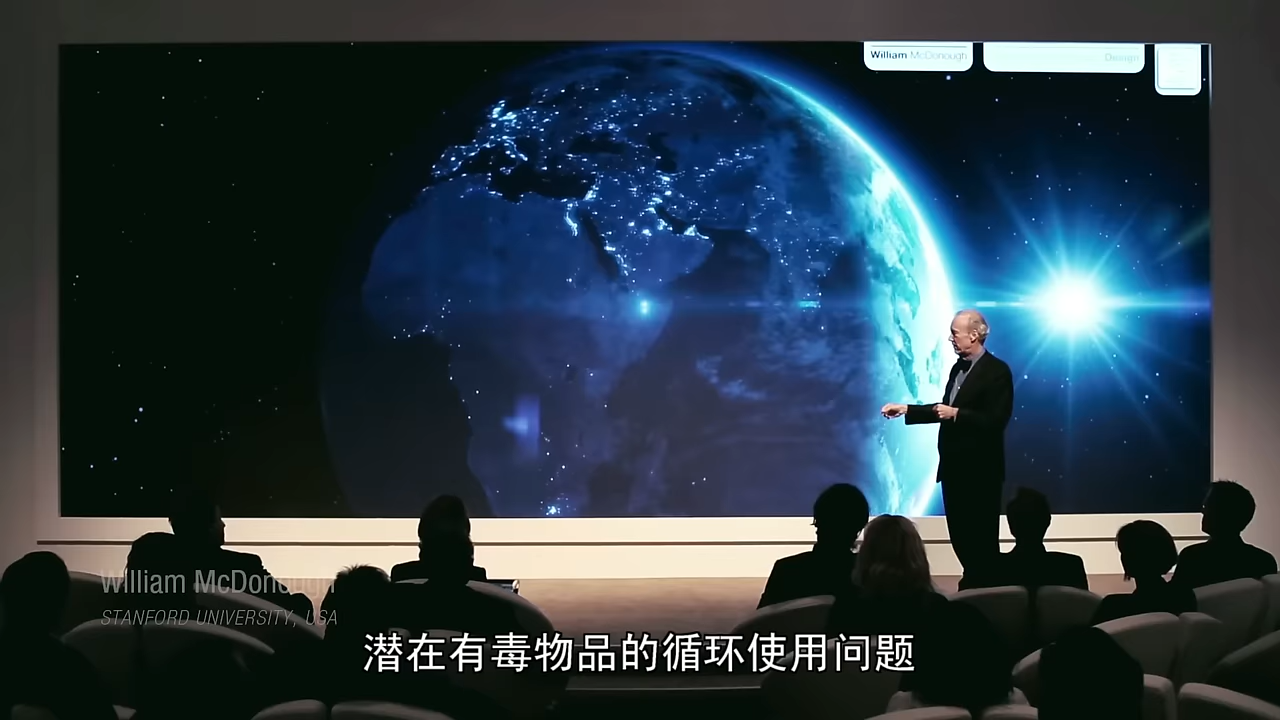 William McDonough
Design
William McDonough
STANFORD UNIVERSITY, USA
潜在有毒物品的循环使用问题